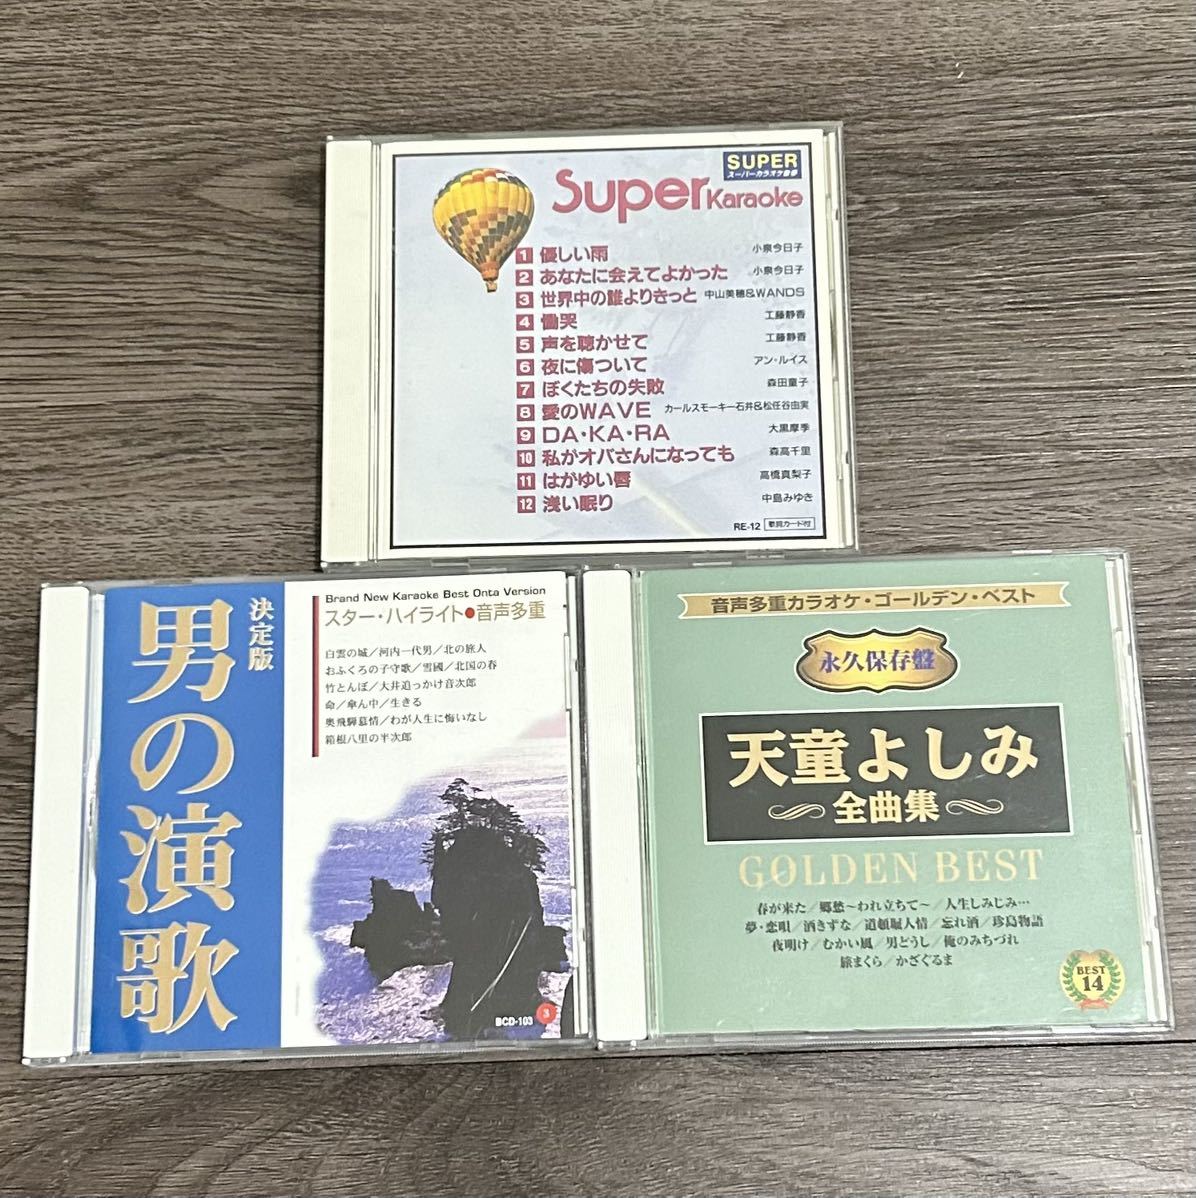 SUPER
スーパーカラオケ音多
Super Karaoke
1 優しい雨 小泉今日子
2 あなたに会えてよかった 小泉今日子
3 世界中の誰よりきっと 中山美穂&WANDS
4 慟哭 工藤静香
5 声を聴かせて 工藤静香
6 夜に傷ついて アン・ルイス
7 ぼくたちの失敗 森田童子
8 愛のWAVE カールスモーキー石井&松任谷由実
9 DA・KA・RA 大黒摩季
10 私がオバさんになっても 森高千里
11 はがゆい唇 高橋真梨子
12 浅い眠り 中島みゆき
RE-12 歌詞カード付
決定版
男の演歌
Brand New Karaoke Best Onta Version
スター・ハイライト●音声多重
白雲の城/河内一代男/北の旅人
おふくろの子守歌/雪國/北国の春
竹とんぼ/大井追っかけ音次郎
命/傘ん中/生きる
奥飛騨慕情/わが人生に悔いなし
箱根八里の半次郎
BCD-103 3
音声多重カラオケ・ゴールデン・ベスト
永久保存盤
天童よしみ
全曲集
GOLDEN BEST
春が来た/郷愁～われ立ちて～/人生しみじみ…
夢・恋唄/酒きずな/道頓堀人情/忘れ酒/珍島物語
夜明け/むかい風/男どうし/俺のみちづれ
旅まくら/かざぐるま
BEST
14